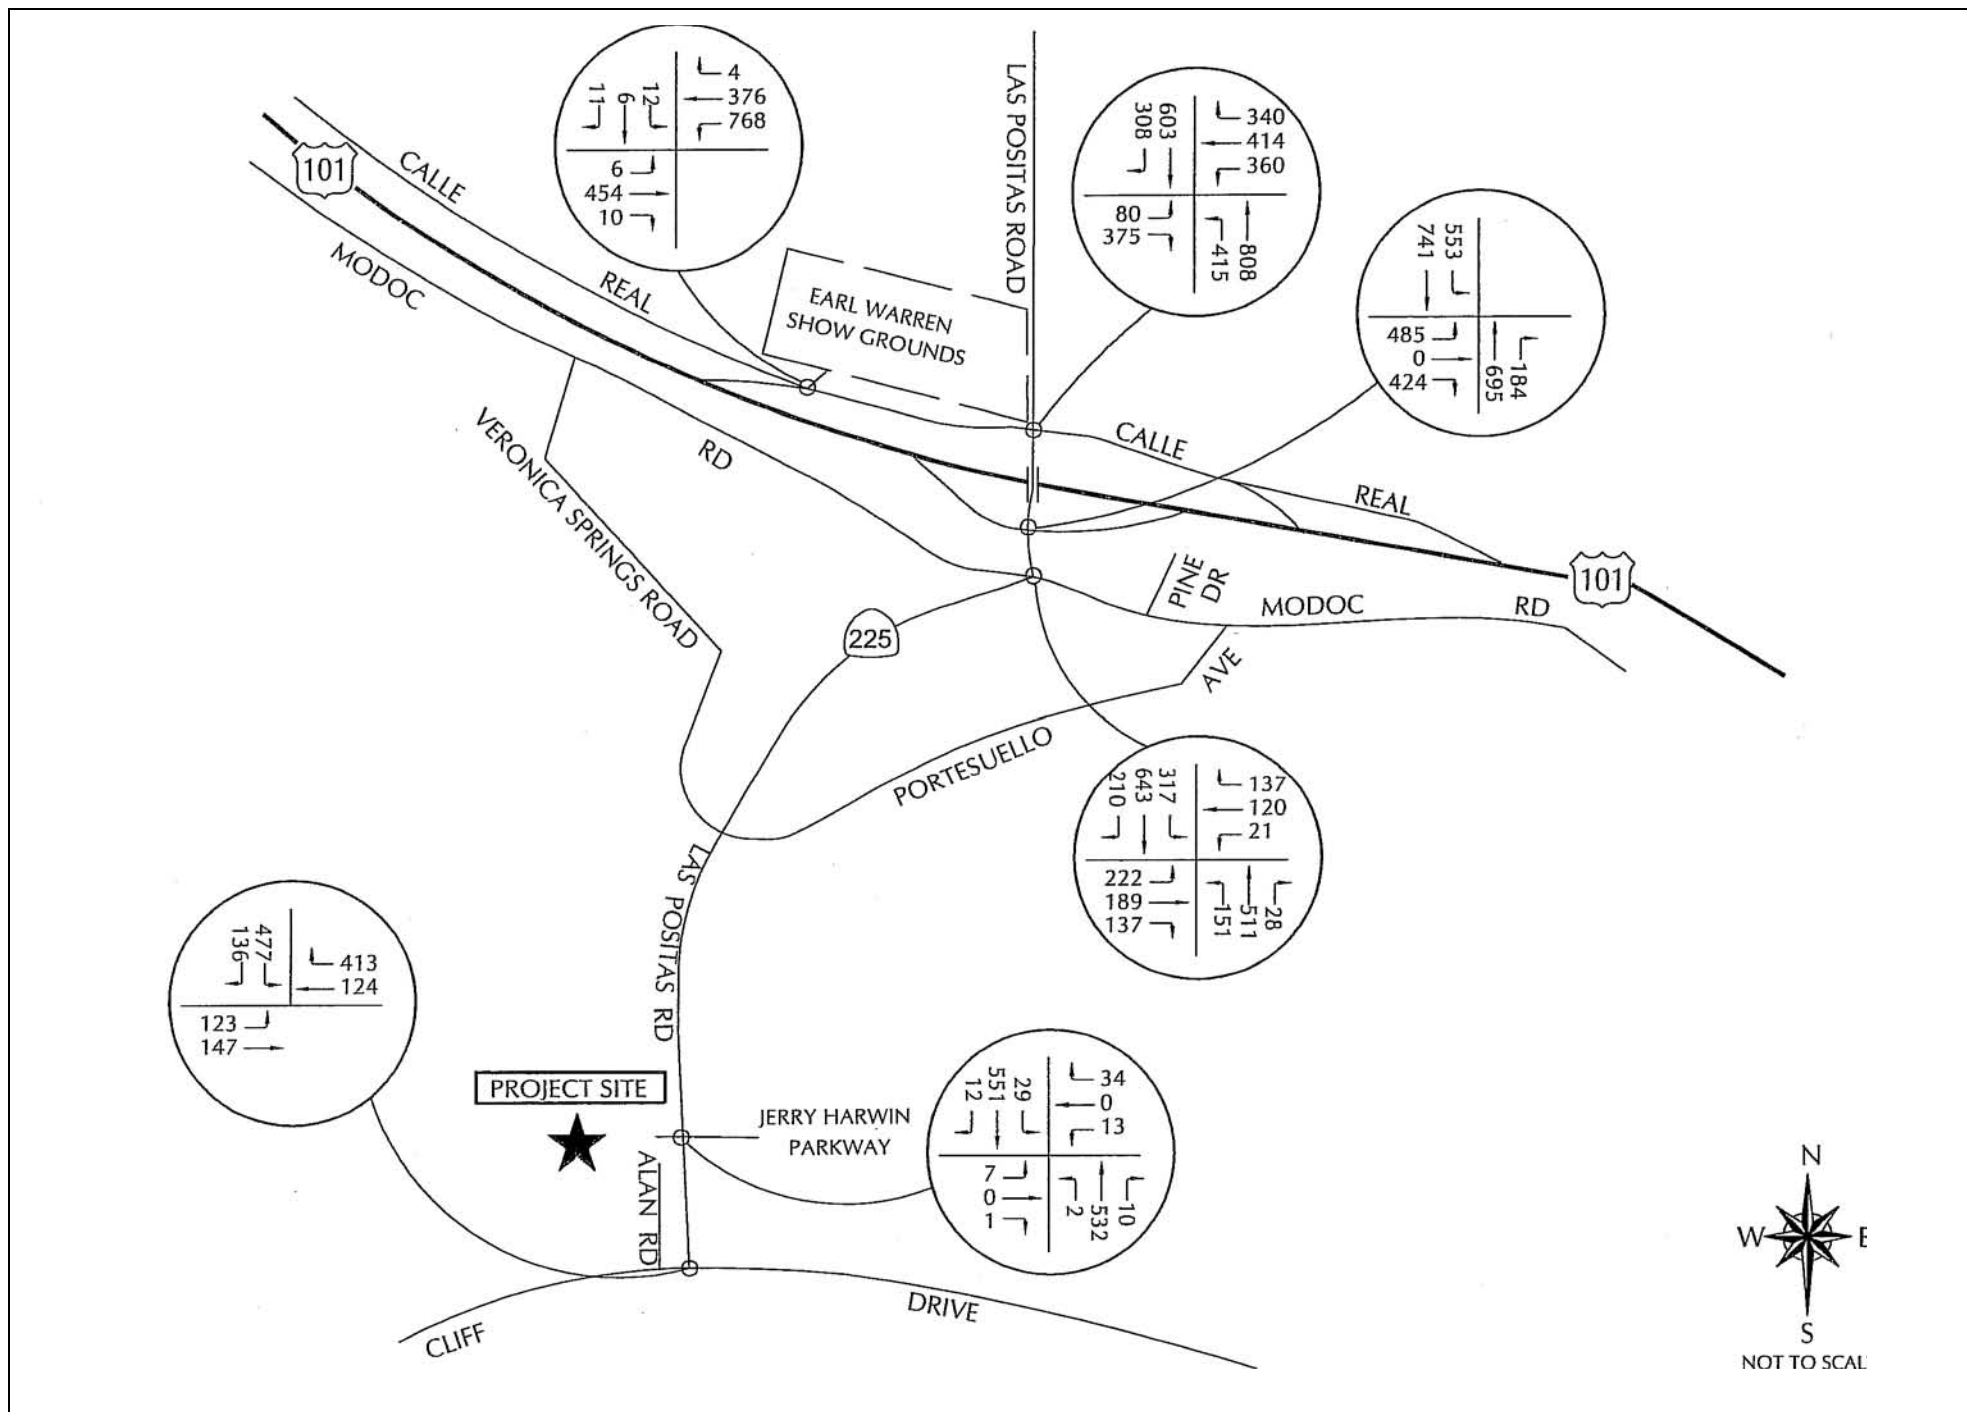 4
376
768
11
6
12
6
454
10
LAS POSITAS ROAD
340
414
360
308
603
80
375
415
808
101
CALLE
REAL
MODOC
RD
EARL WARREN
SHOW GROUNDS
741
553
485
0
424
695
184
VERONICA SPRINGS ROAD
CALLE
REAL
101
PINE
DR
MODOC
RD
225
AVE
PORTESUELLO
137
120
21
210
643
317
222
189
137
151
511
28
LAS POSITAS RD
136
477
413
124
123
147
PROJECT SITE
JERRY HARWIN
PARKWAY
ALAN RD
34
0
13
12
551
29
7
0
1
2
532
10
CLIFF
DRIVE
N
W
E
S
NOT TO SCAL